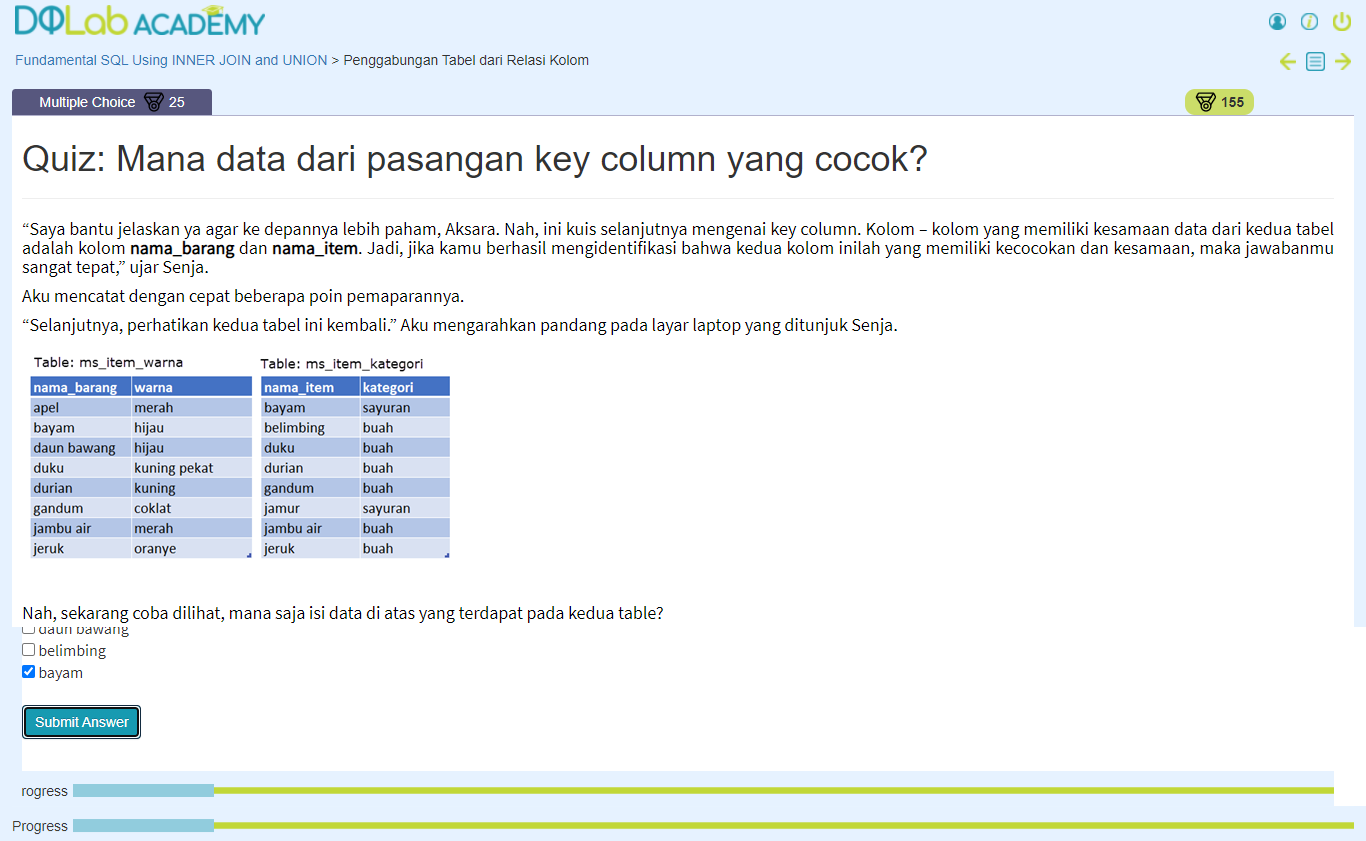 DQLab ACADEMY
Fundamental SQL Using INNER JOIN and UNION > Penggabungan Tabel dari Relasi Kolom
Multiple Choice 25
155
Quiz: Mana data dari pasangan key column yang cocok?
“Saya bantu jelaskan ya agar ke depannya lebih paham, Aksara. Nah, ini kuis selanjutnya mengenai key column. Kolom – kolom yang memiliki kesamaan data dari kedua tabel
adalah kolom nama_barang dan nama_item. Jadi, jika kamu berhasil mengidentifikasi bahwa kedua kolom inilah yang memiliki kecocokan dan kesamaan, maka jawabanmu
sangat tepat,” ujar Senja.
Aku mencatat dengan cepat beberapa poin pemaparannya.
“Selanjutnya, perhatikan kedua tabel ini kembali.” Aku mengarahkan pandang pada layar laptop yang ditunjuk Senja.
Table: ms_item_warna
nama_barang warna
apel merah
bayam hijau
daun bawang hijau
duku kuning pekat
durian kuning
gandum coklat
jambu air merah
jeruk oranye
Table: ms_item_kategori
nama_item kategori
bayam sayuran
belimbing buah
duku buah
durian buah
gandum buah
jamur sayuran
jambu air buah
jeruk buah
Nah, sekarang coba dilihat, mana saja isi data di atas yang terdapat pada kedua table?
daun bawang
belimbing
bayam
Submit Answer
rogress
Progress